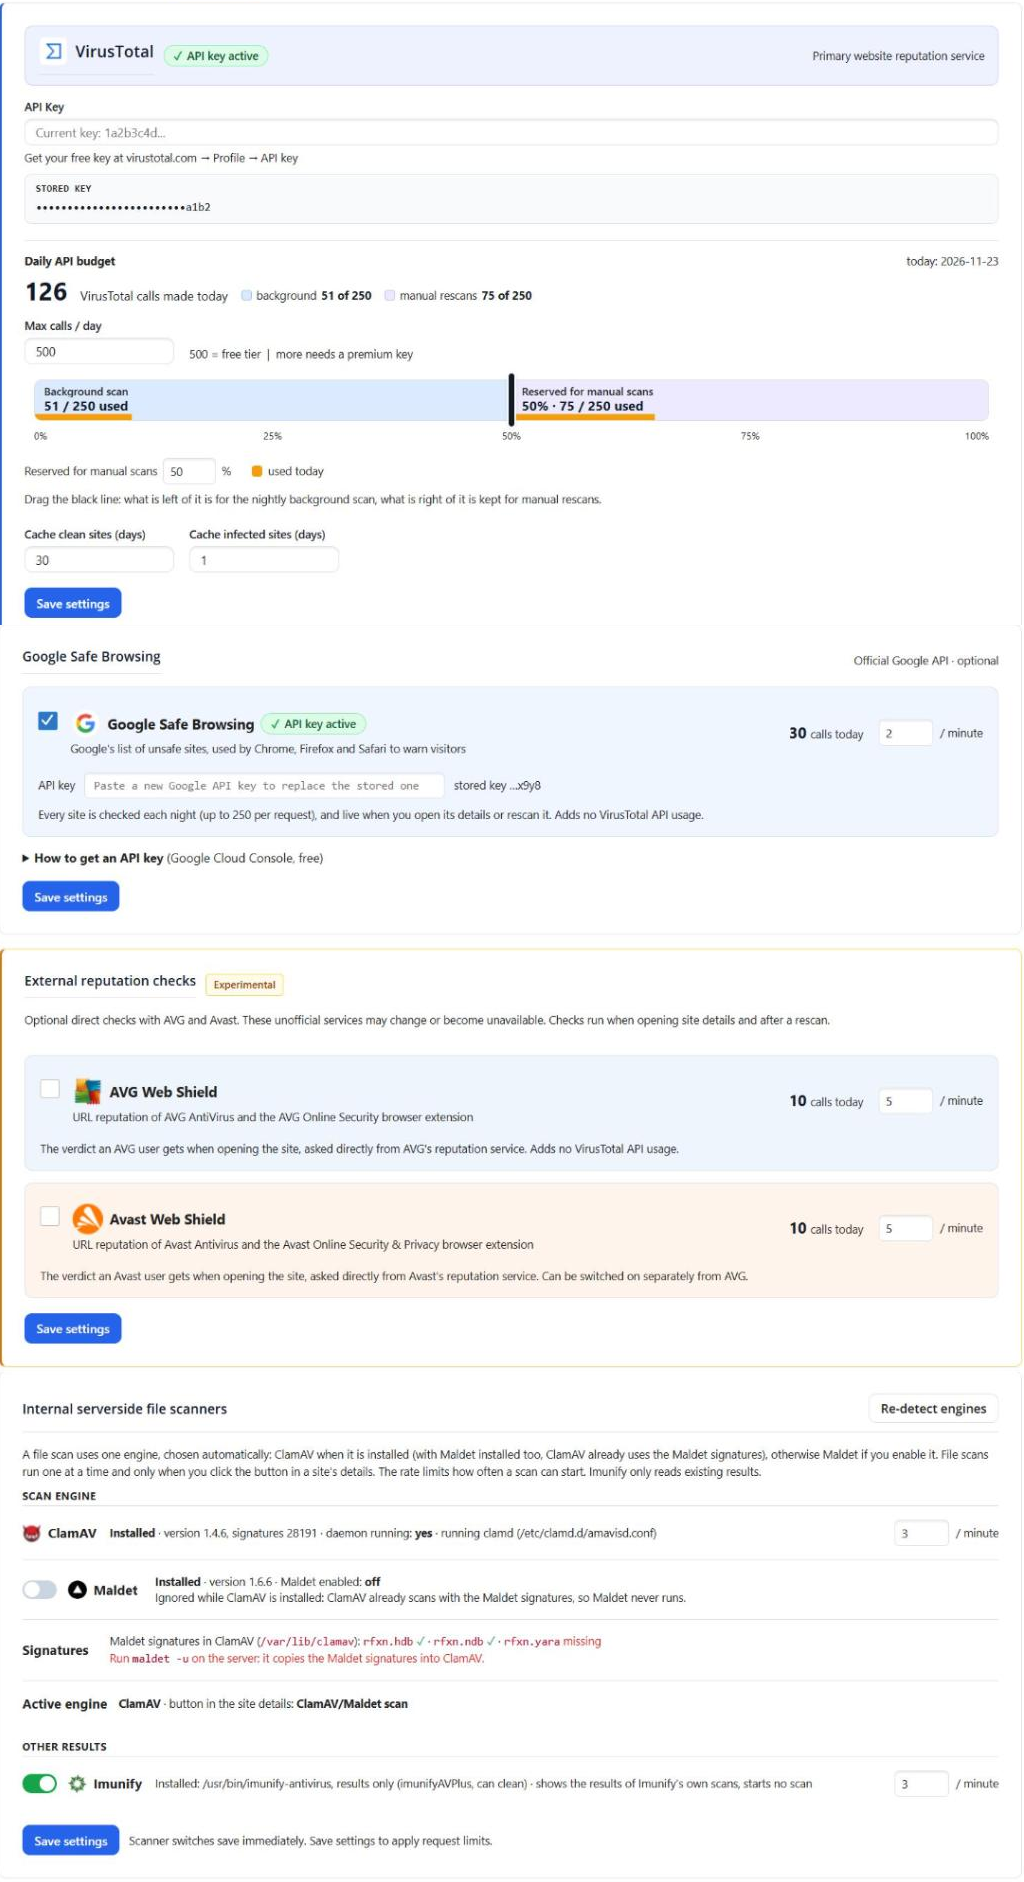 VirusTotal ✓ API key active Primary website reputation service
API Key
Current key: 1a2b3c4d...
Get your free key at virustotal.com → Profile → API key
STORED KEY
••••••••••••••••••••••••a1b2
Daily API budget today: 2026-11-23
126 VirusTotal calls made today background 51 of 250 manual rescans 75 of 250
Max calls / day
500 500 = free tier | more needs a premium key
Background scan Reserved for manual scans
51 / 250 used 50% · 75 / 250 used
0% 25% 50% 75% 100%
Reserved for manual scans 50 % used today
Drag the black line: what is left of it is for the nightly background scan, what is right of it is kept for manual rescans.
Cache clean sites (days) Cache infected sites (days)
30 1
Save settings
Google Safe Browsing Official Google API · optional
Google Safe Browsing ✓ API key active 30 calls today 2 / minute
Google's list of unsafe sites, used by Chrome, Firefox and Safari to warn visitors
API key Paste a new Google API key to replace the stored one stored key ...x9y8
Every site is checked each night (up to 250 per request), and live when you open its details or rescan it. Adds no VirusTotal API usage.
▶ How to get an API key (Google Cloud Console, free)
Save settings
External reputation checks Experimental
Optional direct checks with AVG and Avast. These unofficial services may change or become unavailable. Checks run when opening site details and after a rescan.
AVG Web Shield 10 calls today 5 / minute
URL reputation of AVG AntiVirus and the AVG Online Security browser extension
The verdict an AVG user gets when opening the site, asked directly from AVG's reputation service. Adds no VirusTotal API usage.
Avast Web Shield 10 calls today 5 / minute
URL reputation of Avast Antivirus and the Avast Online Security & Privacy browser extension
The verdict an Avast user gets when opening the site, asked directly from Avast's reputation service. Can be switched on separately from AVG.
Save settings
Internal serverside file scanners Re-detect engines
A file scan uses one engine, chosen automatically: ClamAV when it is installed (with Maldet installed too, ClamAV already uses the Maldet signatures), otherwise Maldet if you enable it. File scans
run one at a time and only when you click the button in a site's details. The rate limits how often a scan can start. Imunify only reads existing results.
SCAN ENGINE
ClamAV Installed · version 1.4.6, signatures 28191 · daemon running: yes · running clamd (/etc/clamd.d/amavisd.conf) 3 / minute
Maldet Installed · version 1.6.6 · Maldet enabled: off
Ignored while ClamAV is installed: ClamAV already scans with the Maldet signatures, so Maldet never runs.
Signatures Maldet signatures in ClamAV (/var/lib/clamav): rfxn.hdb ✓ · rfxn.ndb ✓ · rfxn.yara missing
Run maldet -u on the server: it copies the Maldet signatures into ClamAV.
Active engine ClamAV · button in the site details: ClamAV/Maldet scan
OTHER RESULTS
Imunify Installed: /usr/bin/imunify-antivirus, results only (imunifyAVPlus, can clean) · shows the results of Imunify's own scans, starts no scan 3 / minute
Save settings Scanner switches save immediately. Save settings to apply request limits.